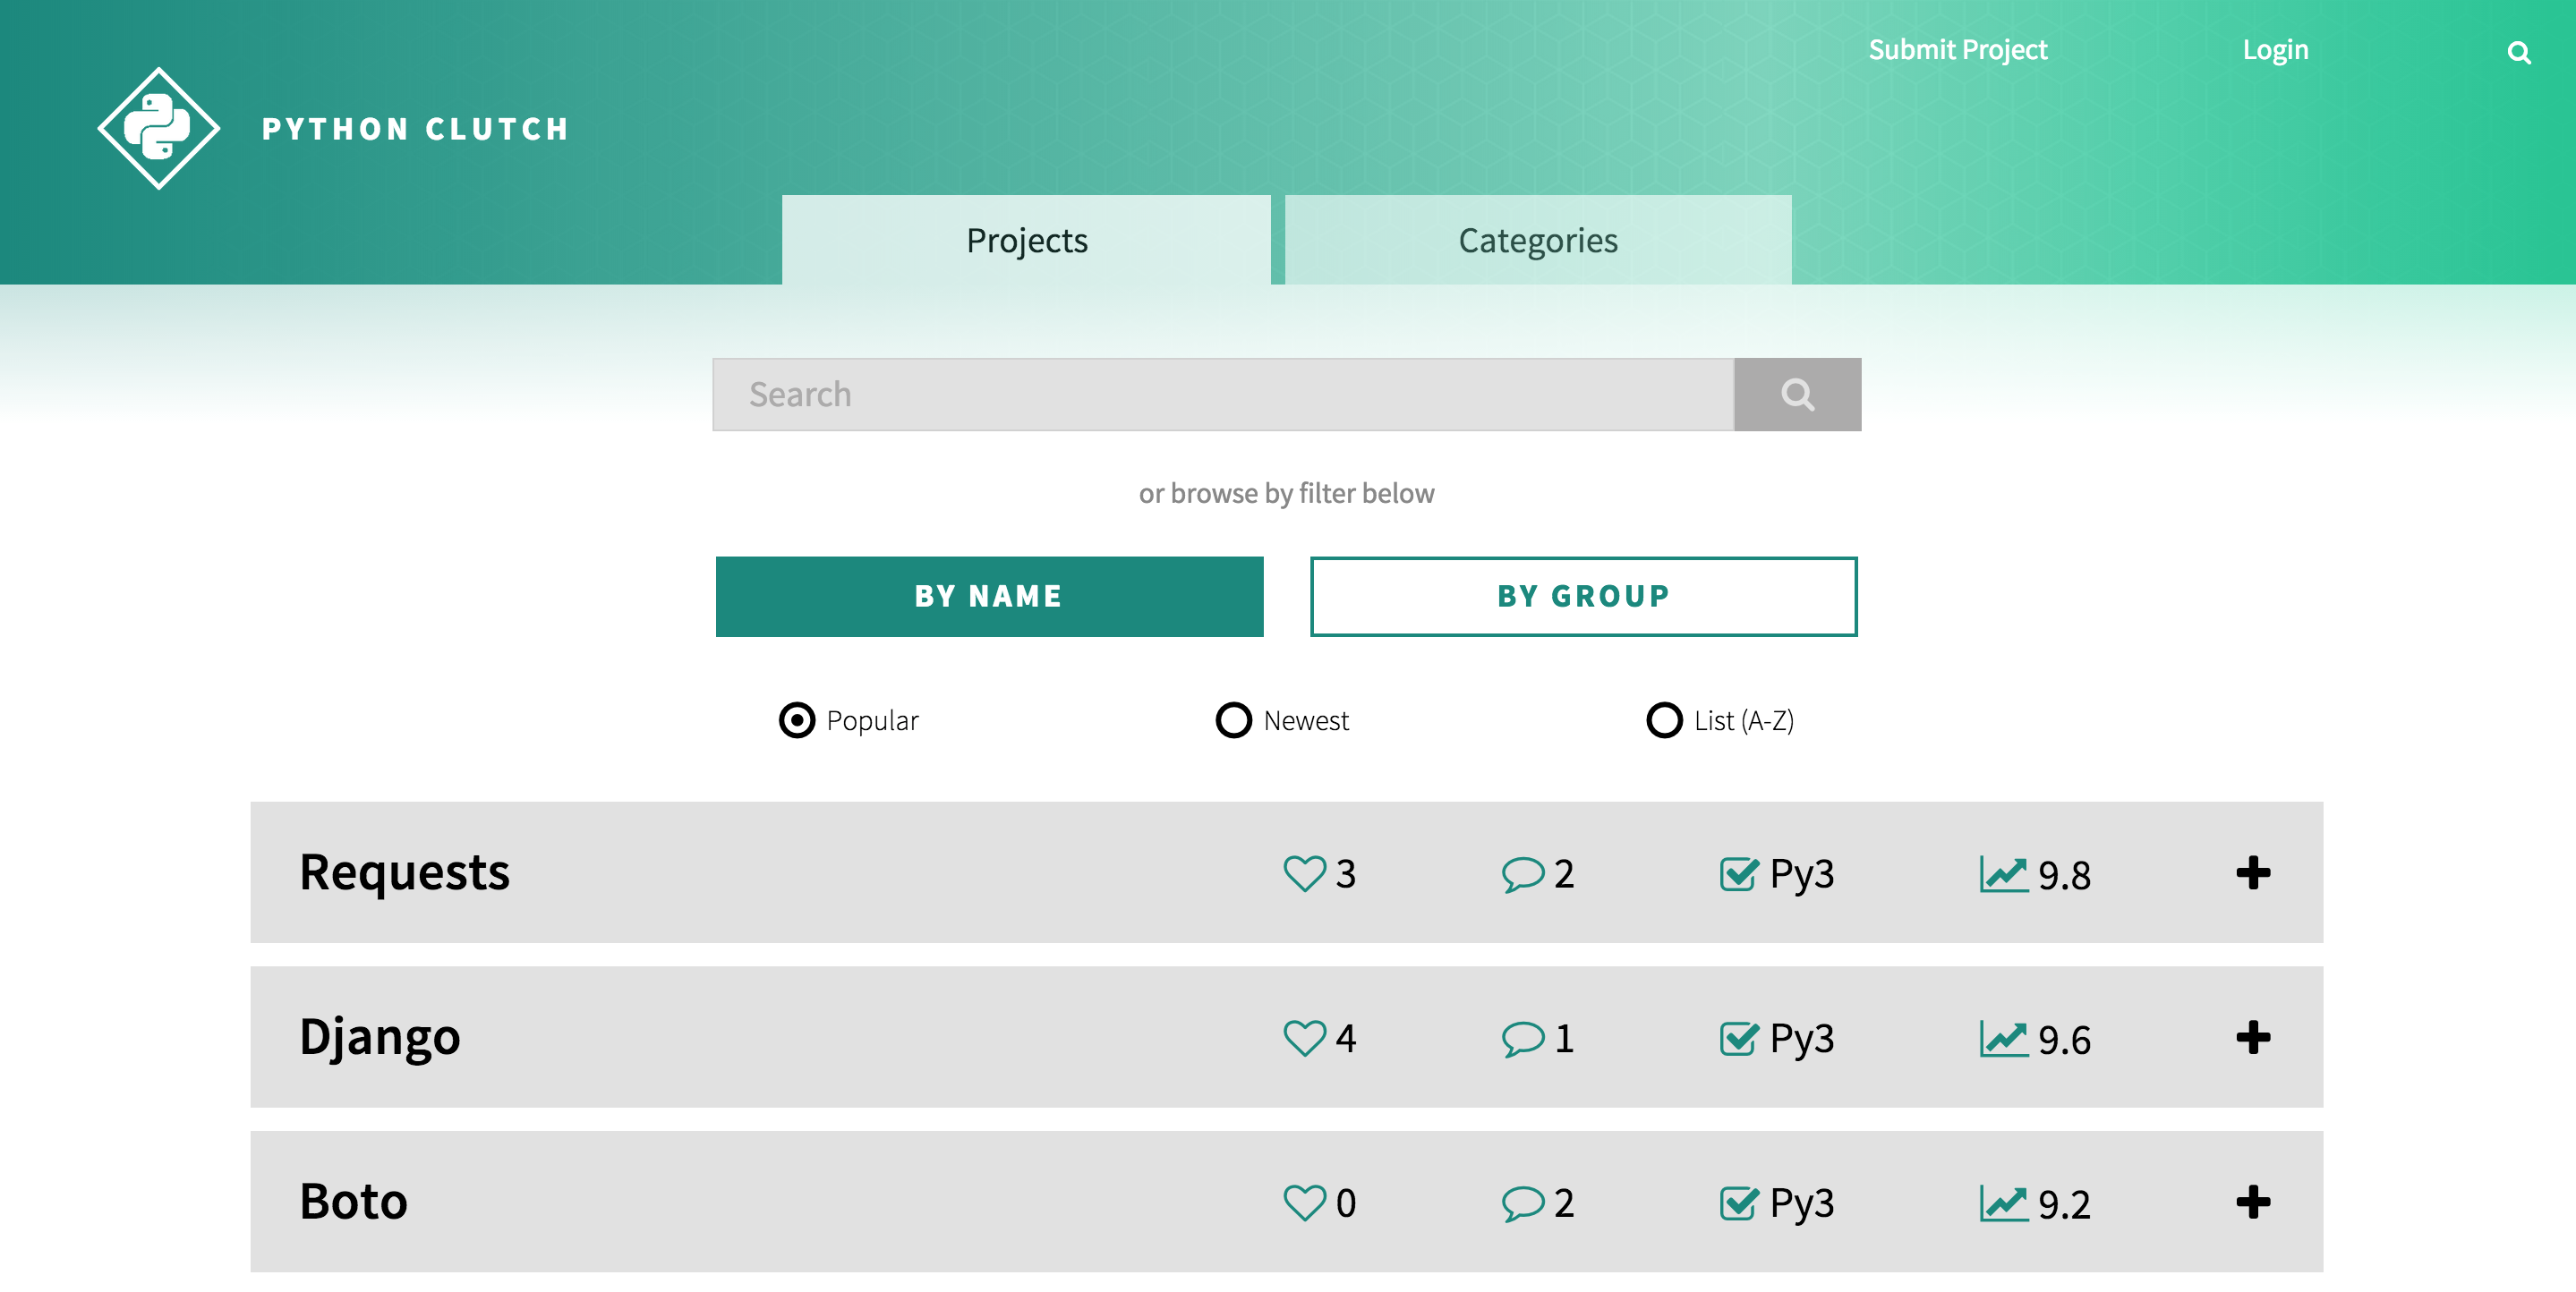 Submit Project Login
PYTHON CLUTCH
Projects Categories
Search
or browse by filter below
BY NAME BY GROUP
Popular Newest List (A-Z)
Requests 3 2 Py3 9.8
Django 4 1 Py3 9.6
Boto 0 2 Py3 9.2